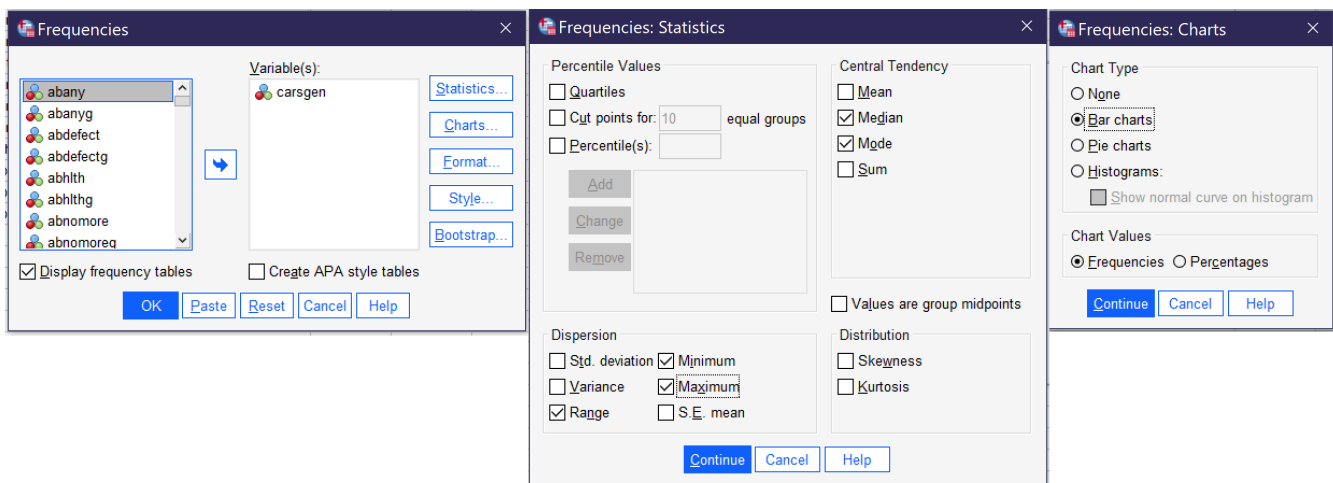 Frequencies
Variable(s):
abany
abanyg
abdefect
abdefectg
abhlth
abhlthg
abnomore
abnomoreg
carsgen
Statistics...
Charts...
Format...
Style...
Bootstrap...
Display frequency tables
Create APA style tables
OK Paste Reset Cancel Help
Frequencies: Statistics
Percentile Values
Quartiles
Cut points for: 10 equal groups
Percentile(s):
Add
Change
Remove
Central Tendency
Mean
Median
Mode
Sum
Values are group midpoints
Dispersion
Std. deviation Minimum
Variance Maximum
Range S.E. mean
Distribution
Skewness
Kurtosis
Continue Cancel Help
Frequencies: Charts
Chart Type
None
Bar charts
Pie charts
Histograms:
Show normal curve on histogram
Chart Values
Frequencies Percentages
Continue Cancel Help